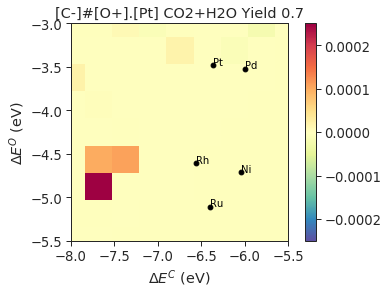 [C-]#[O+].[Pt] CO2+H2O Yield 0.7
−3.0
−3.5
−4.0
−4.5
−5.0
−5.5
ΔE^O (eV)
Pt
Pd
Rh
Ni
Ru
−8.0 −7.5 −7.0 −6.5 −6.0 −5.5
ΔE^C (eV)
0.0002
0.0001
0.0000
−0.0001
−0.0002